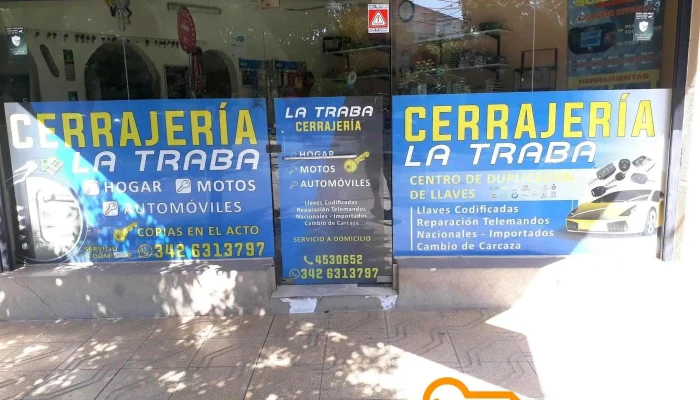 CERRAJERÍA
LA TRABA
HOGAR MOTOS
AUTOMÓVILES
COPIAS EN EL ACTO
SERVICIO A DOMICILIO
342 6313797
LA TRABA
CERRAJERÍA
HOGAR
MOTOS
AUTOMÓVILES
Llaves Codificadas
Reparación Telemandos
Nacionales - Importados
Cambio de Carcaza
SERVICIO A DOMICILIO
4530652
342 6313797
CERRAJERÍA
LA TRABA
CENTRO DE DUPLICACIÓN
DE LLAVES
Llaves Codificadas
Reparación Telemandos
Nacionales - Importados
Cambio de Carcaza
HERRAMIENTAS